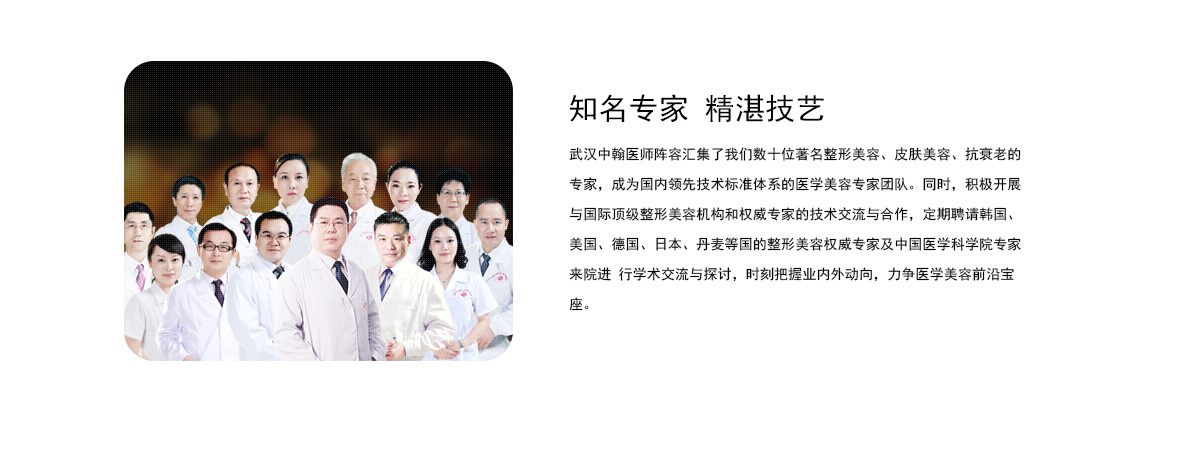 知名专家 精湛技艺
武汉中翰医师阵容汇集了我们数十位著名整形美容、皮肤美容、抗衰老的
专家，成为国内领先技术标准体系的医学美容专家团队。同时，积极开展
与国际顶级整形美容机构和权威专家的技术交流与合作，定期聘请韩国、
美国、德国、日本、丹麦等国的整形美容权威专家及中国医学科学院专家
来院进 行学术交流与探讨，时刻把握业内外动向，力争医学美容前沿宝
座。